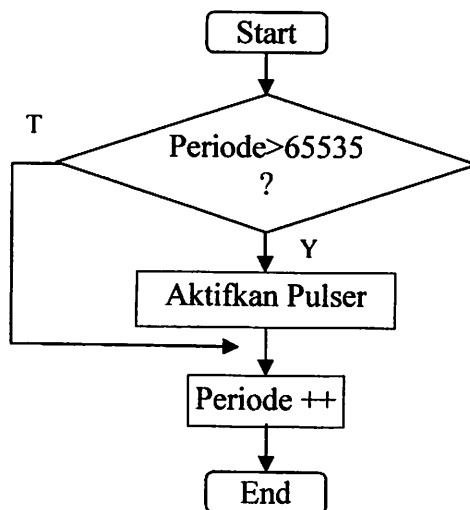 Start
T
Periode>65535
?
Y
Aktifkan Pulser
Periode ++
End